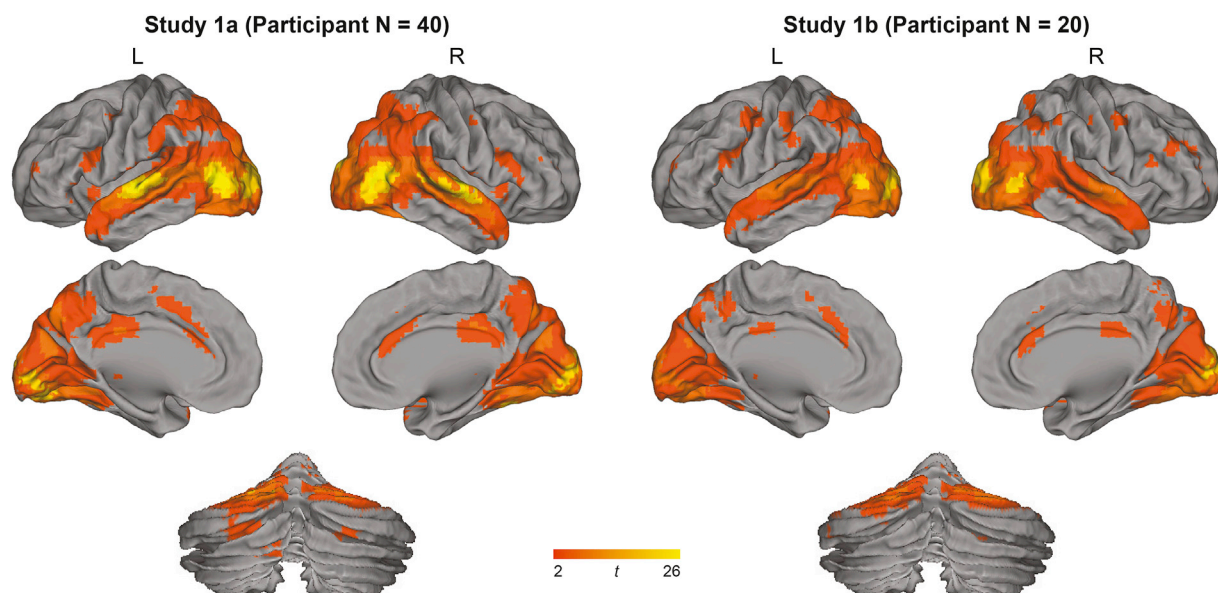 Study 1a (Participant N = 40)
Study 1b (Participant N = 20)
L
R
L
R
2 t 26